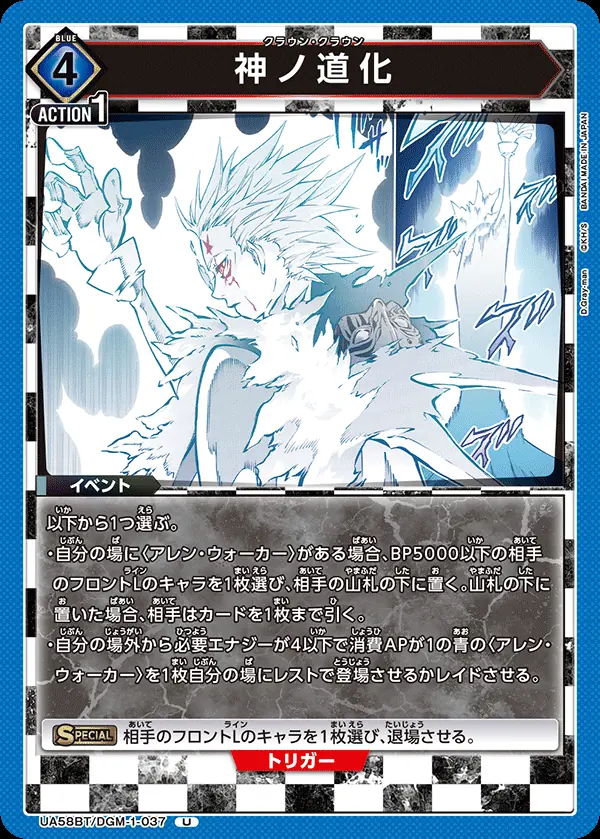 BLUE
4
ACTION 1
クラウン・クラウン
神ノ道化
D.Gray-man ©KH/S BANDAI MADE IN JAPAN
イベント
以下から1つ選ぶ。
・自分の場に〈アレン・ウォーカー〉がある場合、BP5000以下の相手
のフロントLのキャラを1枚選び、相手の山札の下に置く。山札の下に
置いた場合、相手はカードを1枚まで引く。
・自分の場外から必要エナジーが4以下で消費APが1の青の〈アレン・
ウォーカー〉を1枚自分の場にレストで登場させるかレイドさせる。
SPECIAL 相手のフロントLのキャラを1枚選び、退場させる。
トリガー
UA58BT/DGM-1-037 U